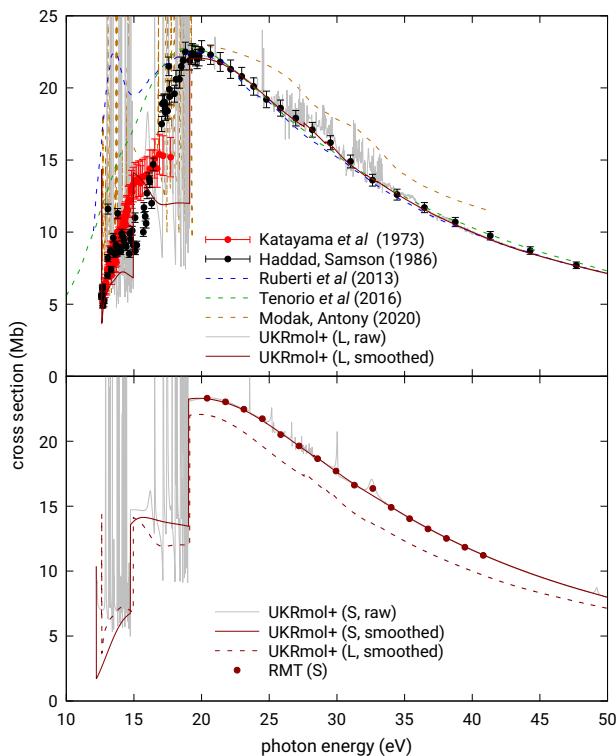 25
20
15
10
5
0
Katayama et al (1973)
Haddad, Samson (1986)
Ruberti et al (2013)
Tenorio et al (2016)
Modak, Antony (2020)
UKRmol+ (L, raw)
UKRmol+ (L, smoothed)
cross section (Mb)
20
15
10
5
0
UKRmol+ (S, raw)
UKRmol+ (S, smoothed)
UKRmol+ (L, smoothed)
RMT (S)
10 15 20 25 30 35 40 45 50
photon energy (eV)